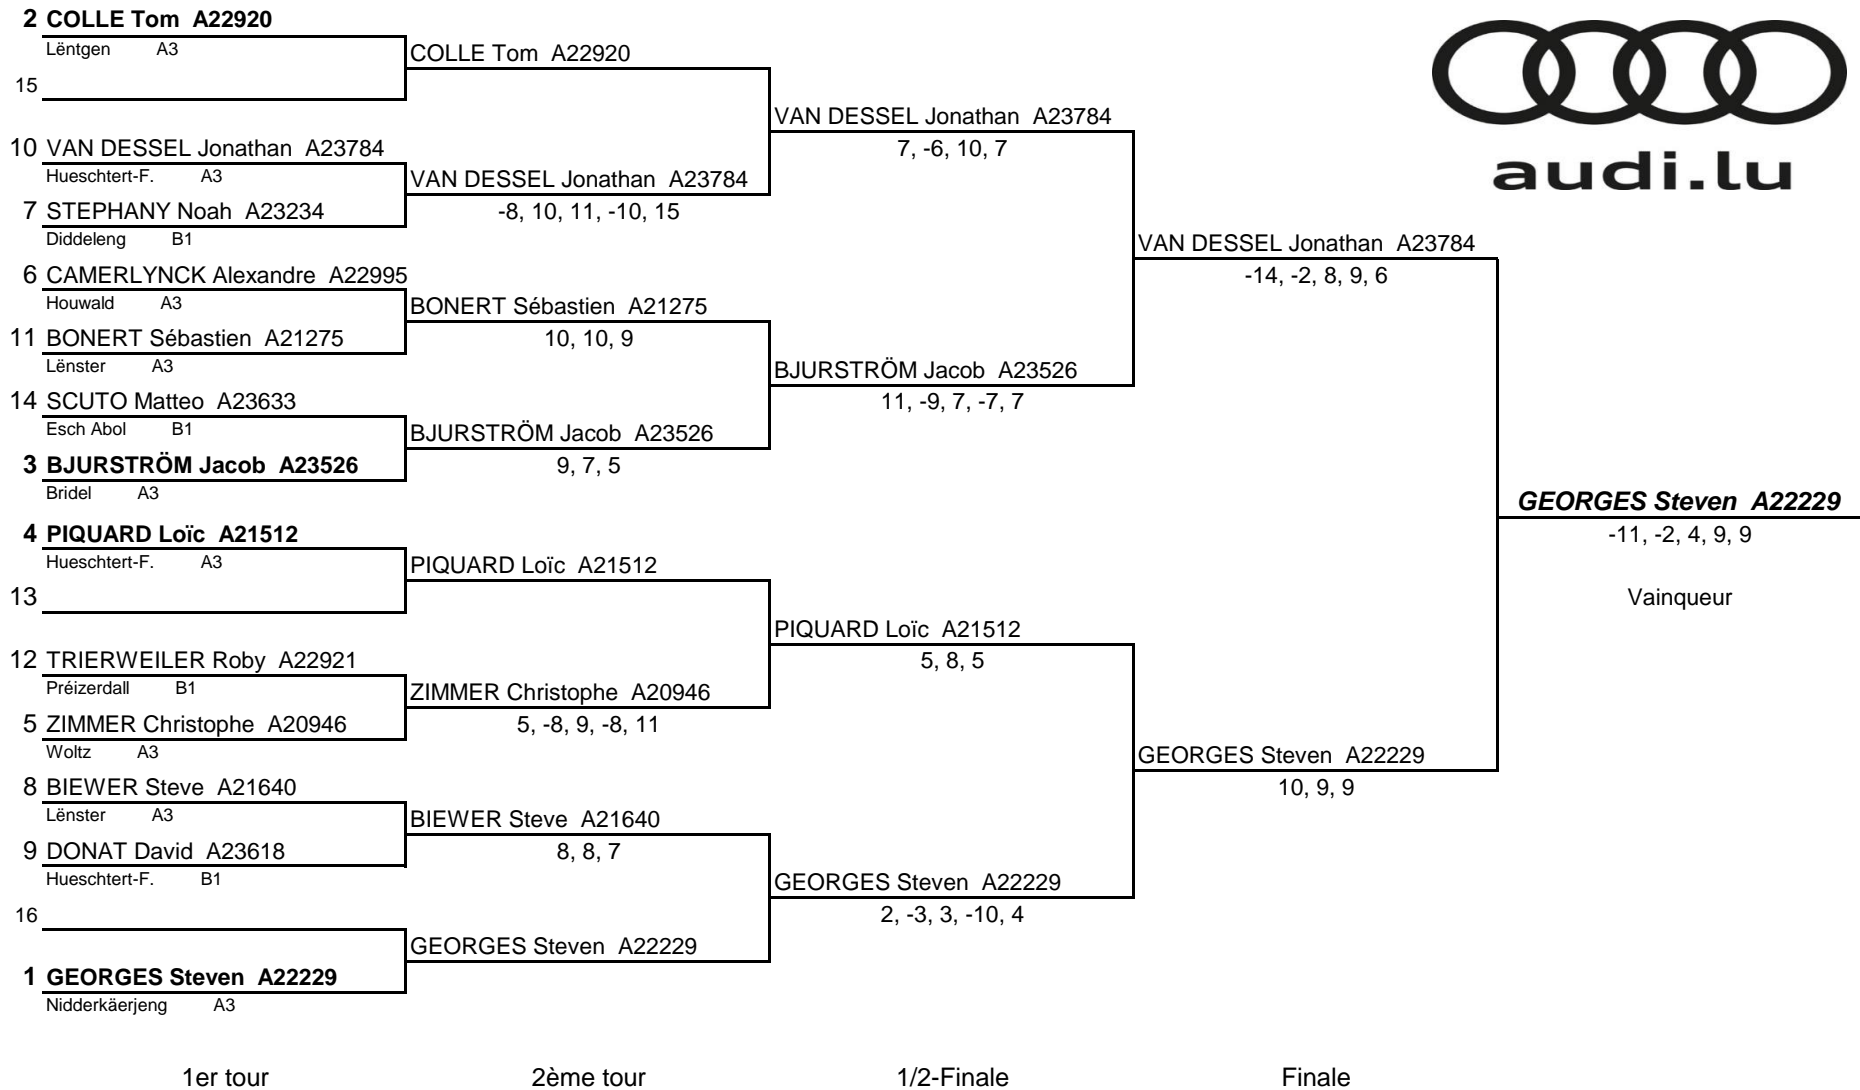 2 COLLE Tom A22920
Lëntgen A3
COLLE Tom A22920
15
VAN DESSEL Jonathan A23784
7, -6, 10, 7
10 VAN DESSEL Jonathan A23784
Hueschtert-F. A3
VAN DESSEL Jonathan A23784
-8, 10, 11, -10, 15
7 STEPHANY Noah A23234
Diddeleng B1
VAN DESSEL Jonathan A23784
-14, -2, 8, 9, 6
6 CAMERLYNCK Alexandre A22995
Houwald A3
BONERT Sébastien A21275
10, 10, 9
11 BONERT Sébastien A21275
Lënster A3
BJURSTRÖM Jacob A23526
11, -9, 7, -7, 7
14 SCUTO Matteo A23633
Esch Abol B1
BJURSTRÖM Jacob A23526
9, 7, 5
3 BJURSTRÖM Jacob A23526
Bridel A3
GEORGES Steven A22229
-11, -2, 4, 9, 9
Vainqueur
4 PIQUARD Loïc A21512
Hueschtert-F. A3
PIQUARD Loïc A21512
13
PIQUARD Loïc A21512
5, 8, 5
12 TRIERWEILER Roby A22921
Préizerdall B1
ZIMMER Christophe A20946
5, -8, 9, -8, 11
5 ZIMMER Christophe A20946
Woltz A3
GEORGES Steven A22229
10, 9, 9
8 BIEWER Steve A21640
Lënster A3
BIEWER Steve A21640
8, 8, 7
9 DONAT David A23618
Hueschtert-F. B1
GEORGES Steven A22229
2, -3, 3, -10, 4
16
GEORGES Steven A22229
1 GEORGES Steven A22229
Nidderkäerjeng A3
1er tour 2ème tour 1/2-Finale Finale
audi.lu